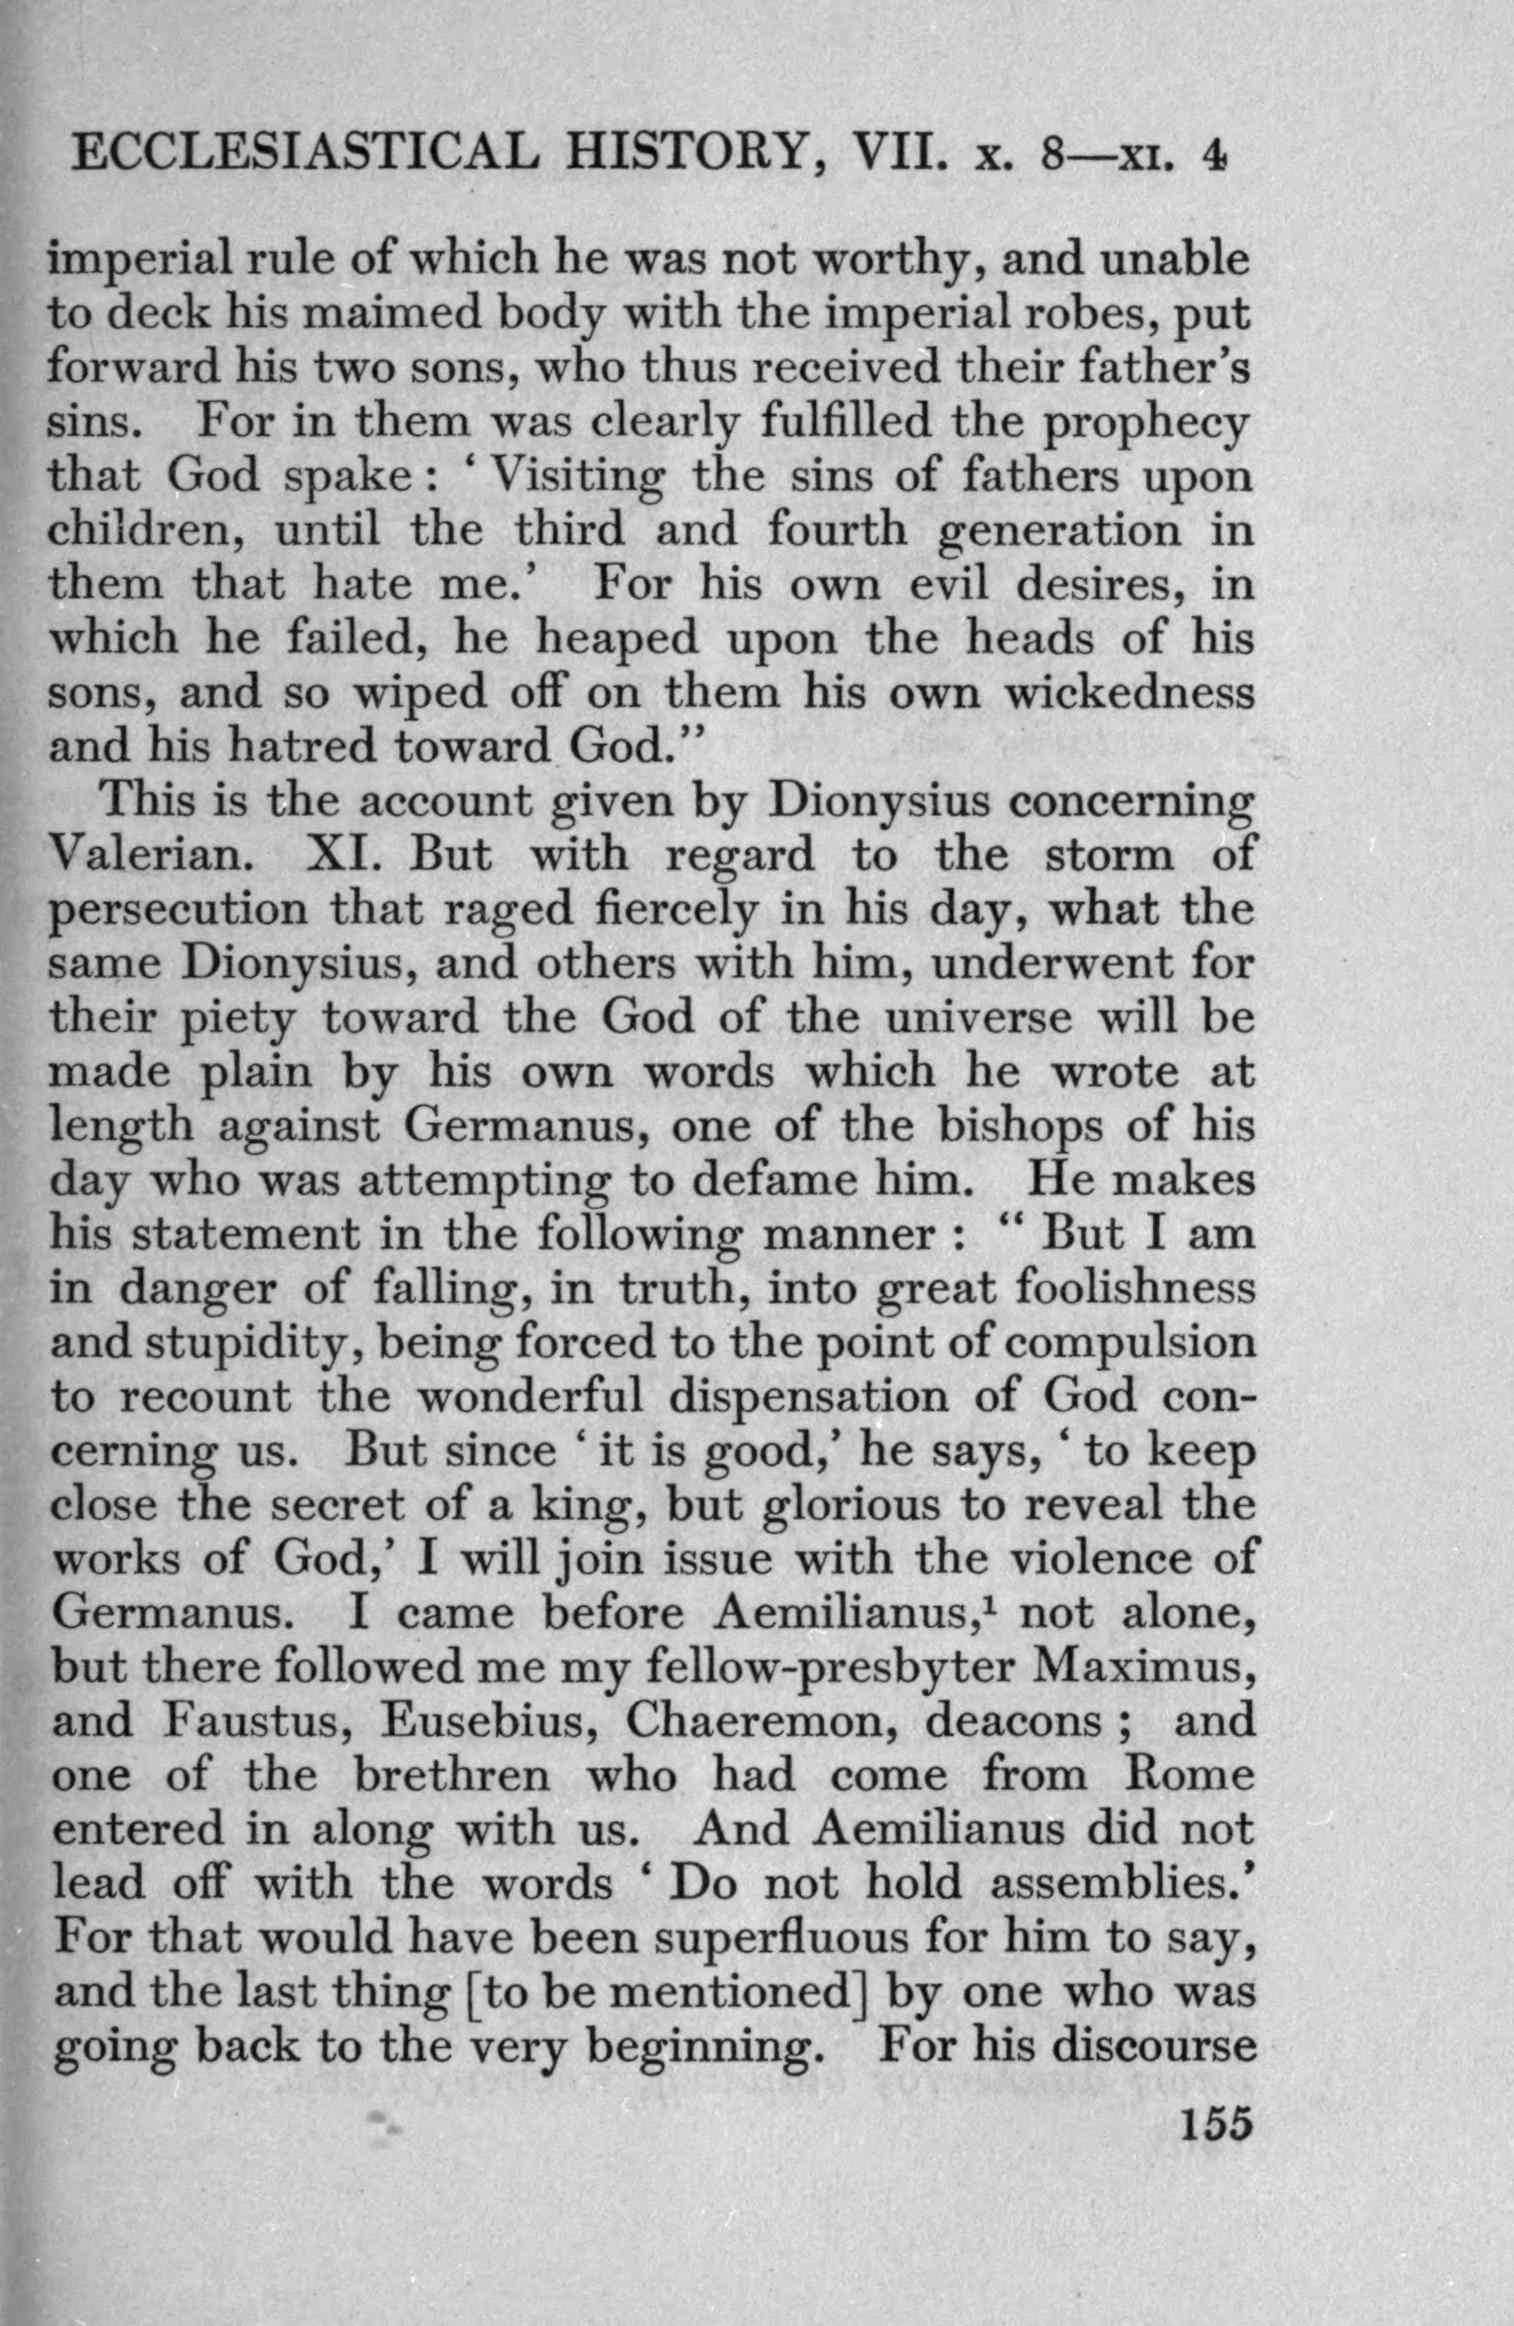 ECCLESIASTICAL HISTORY, VII. x. 8—xi. 4
imperial rule of which he was not worthy, and unable
to deck his maimed body with the imperial robes, put
forward his two sons, who thus received their father's
sins. For in them was clearly fulfilled the prophecy
that God spake : ‘ Visiting the sins of fathers upon
children, until the third and fourth generation in
them that hate me.’ For his own evil desires, in
which he failed, he heaped upon the heads of his
sons, and so wiped off on them his own wickedness
and his hatred toward God.”
This is the account given by Dionysius concerning
Valerian. XI. But with regard to the storm of
persecution that raged fiercely in his day, what the
same Dionysius, and others with him, underwent for
their piety toward the God of the universe will be
made plain by his own words which he wrote at
length against Germanus, one of the bishops of his
day who was attempting to defame him. He makes
his statement in the following manner : “ But I am
in danger of falling, in truth, into great foolishness
and stupidity, being forced to the point of compulsion
to recount the wonderful dispensation of God con-
cerning us. But since ‘ it is good,’ he says, ‘ to keep
close the secret of a king, but glorious to reveal the
works of God,’ I will join issue with the violence of
Germanus. I came before Aemilianus,¹ not alone,
but there followed me my fellow-presbyter Maximus,
and Faustus, Eusebius, Chaeremon, deacons ; and
one of the brethren who had come from Rome
entered in along with us. And Aemilianus did not
lead off with the words ‘ Do not hold assemblies.’
For that would have been superfluous for him to say,
and the last thing [to be mentioned] by one who was
going back to the very beginning. For his discourse
155